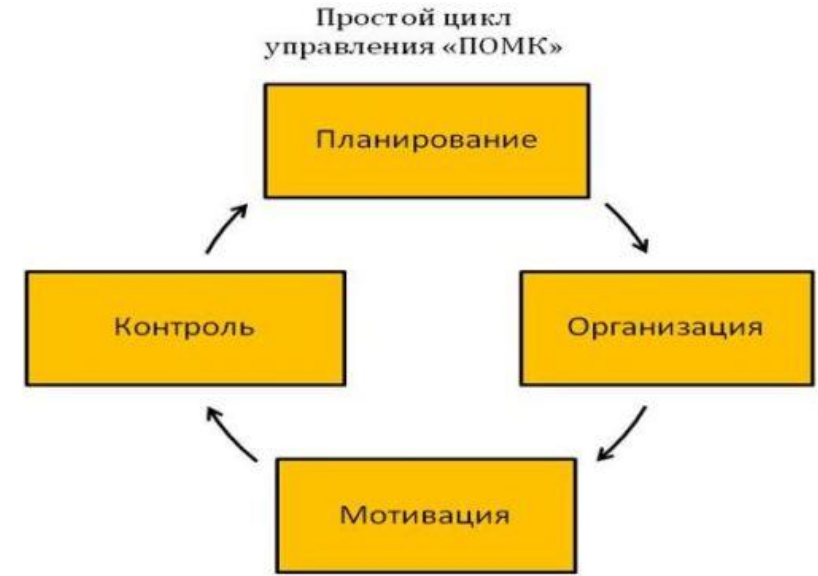 Простой цикл
управления «ПОМК»
Планирование
Контроль
Организация
Мотивация